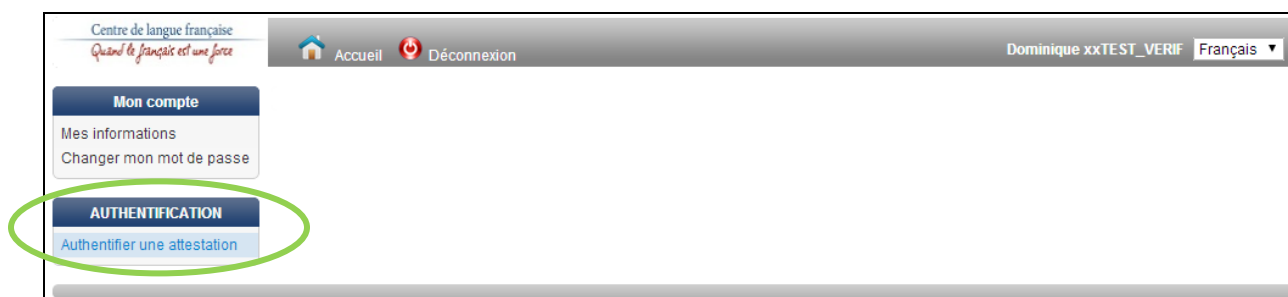 Centre de langue française
Quand le français est une force
Accueil Déconnexion Dominique xxTEST_VERIF Français ▼
Mon compte
Mes informations
Changer mon mot de passe
AUTHENTIFICATION
Authentifier une attestation